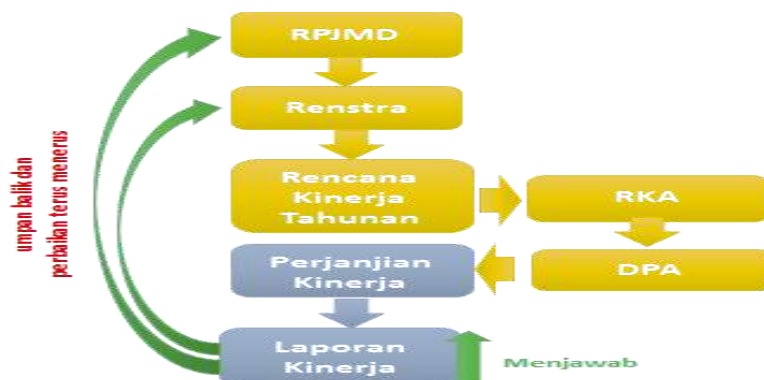 RPJMD
Renstra
umpan balik dan
perbaikan terus menerus
Rencana
Kinerja
Tahunan
RKA
Perjanjian
Kinerja
DPA
Laporan
Kinerja
Menjawab